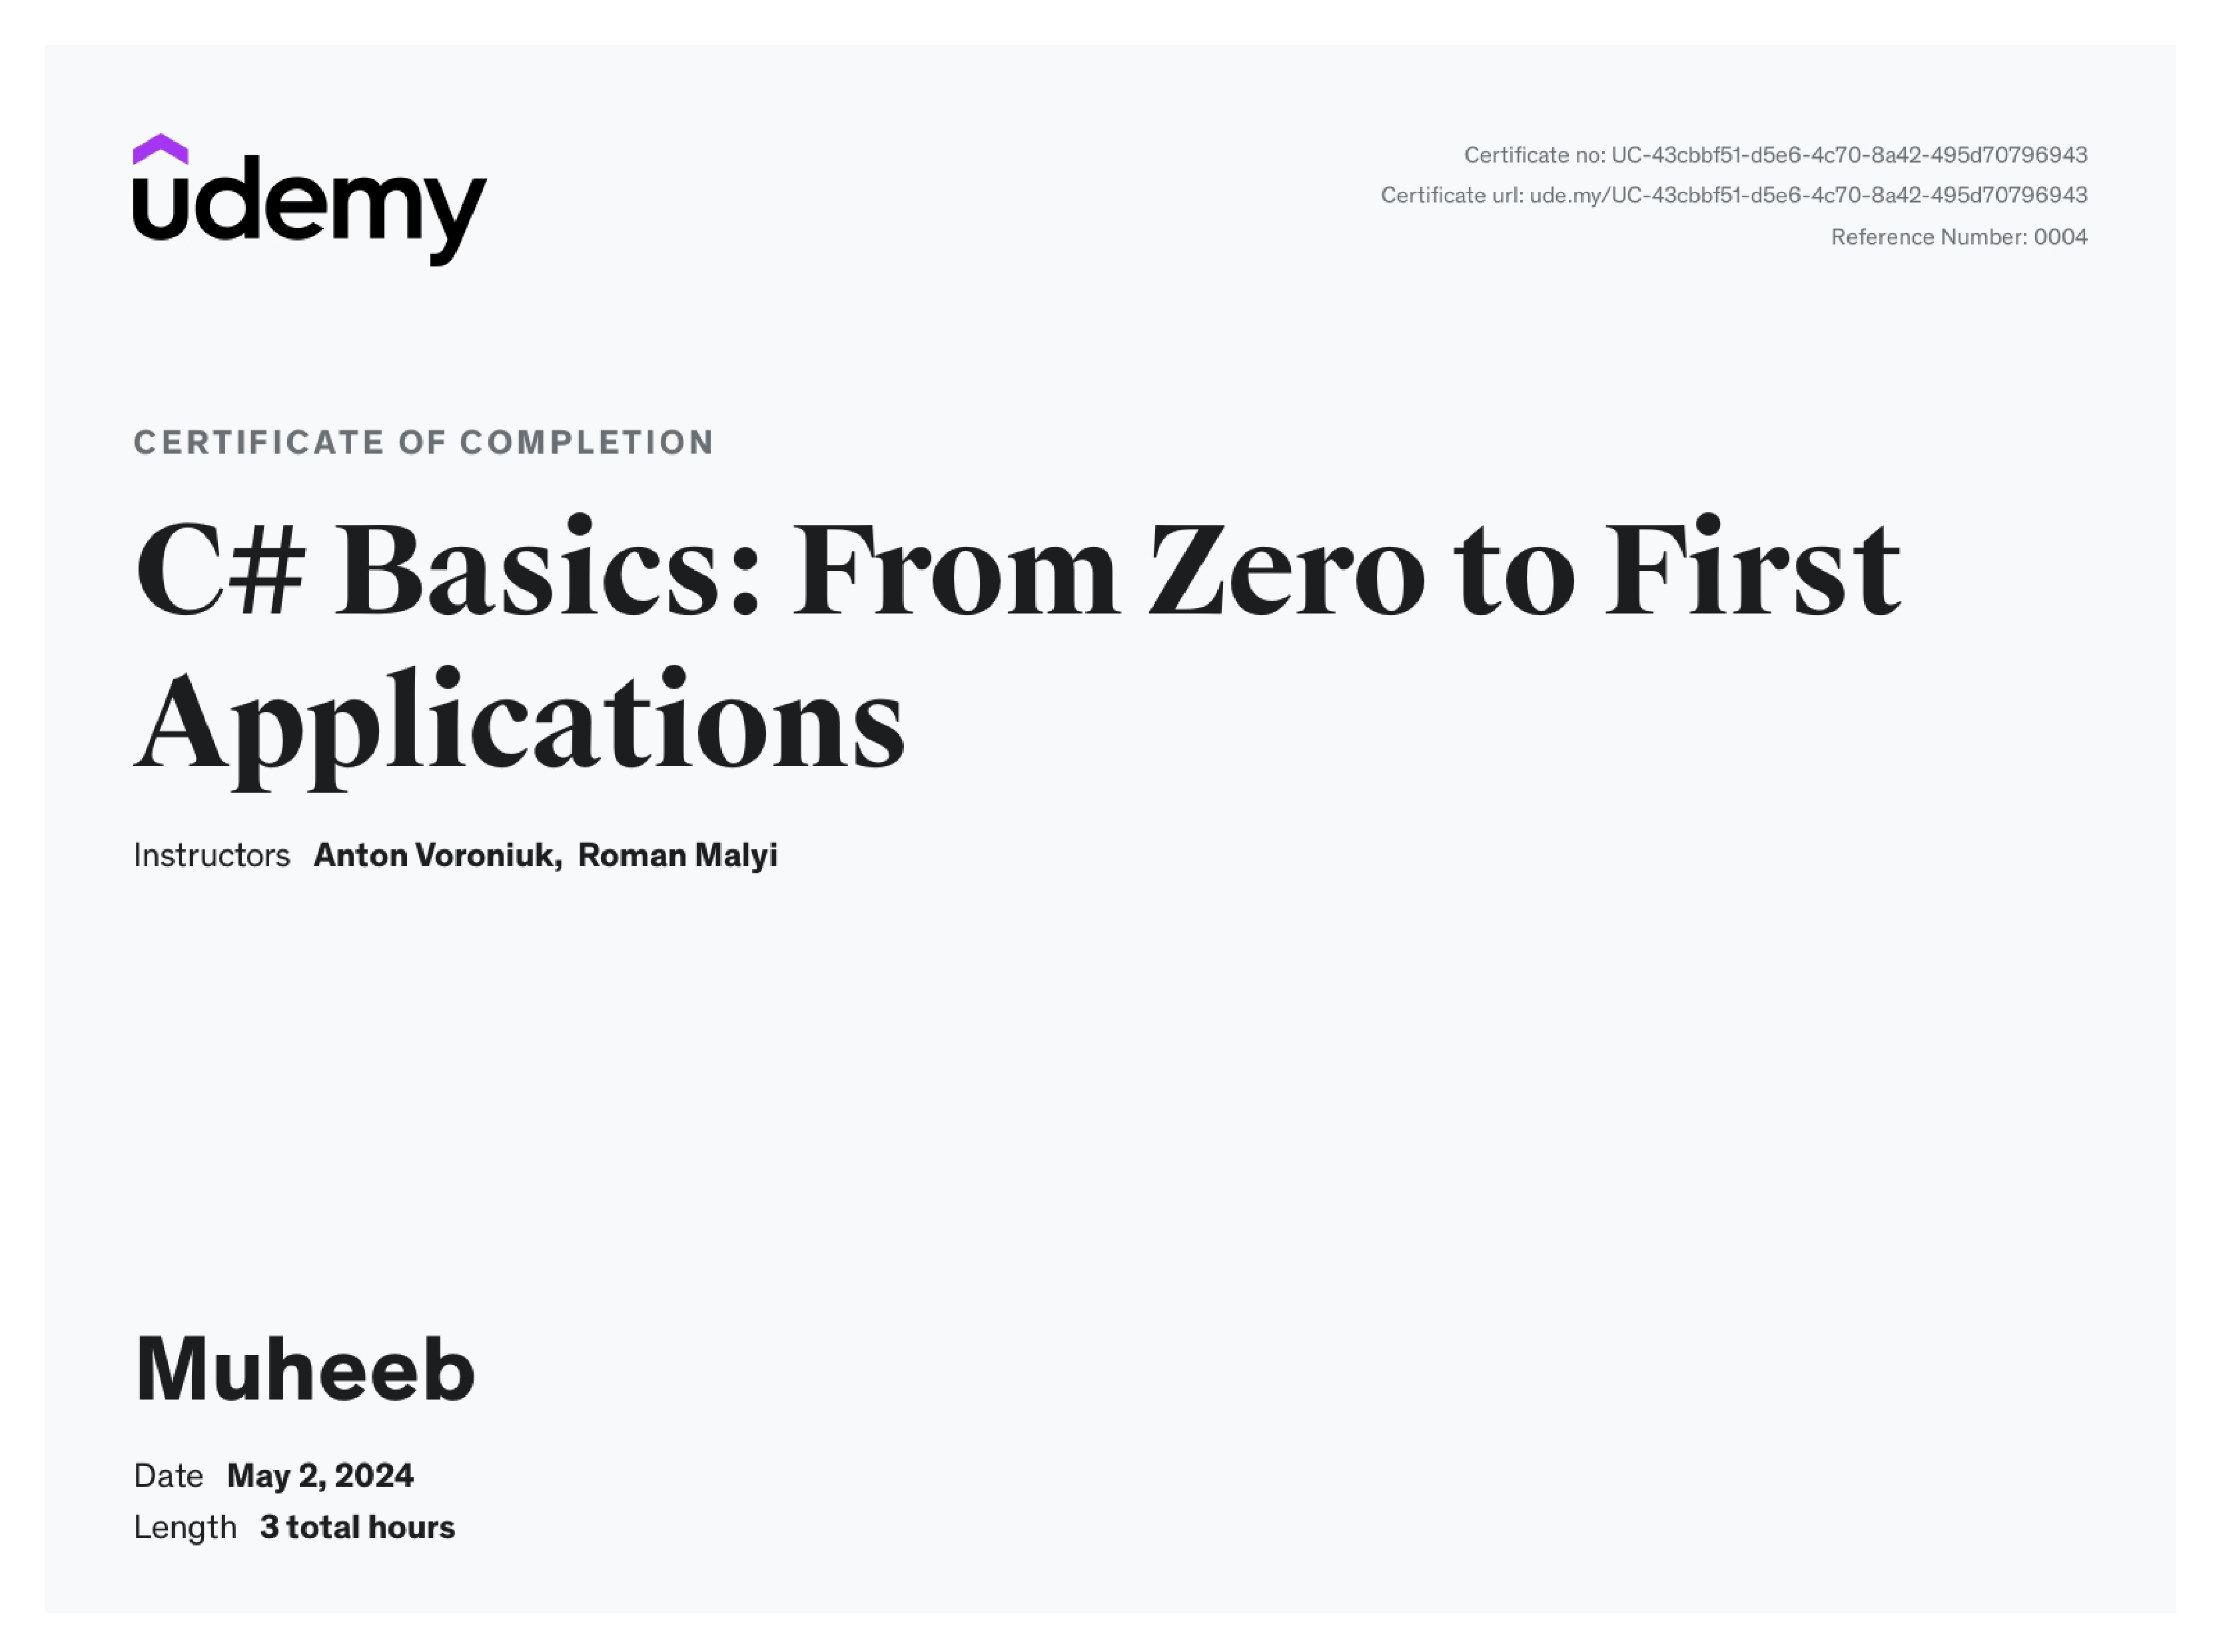 udemy
Certificate no: UC-43cbbf51-d5e6-4c70-8a42-495d70796943
Certificate url: ude.my/UC-43cbbf51-d5e6-4c70-8a42-495d70796943
Reference Number: 0004
CERTIFICATE OF COMPLETION
C# Basics: From Zero to First
Applications
Instructors Anton Voroniuk, Roman Malyi
Muheeb
Date May 2, 2024
Length 3 total hours